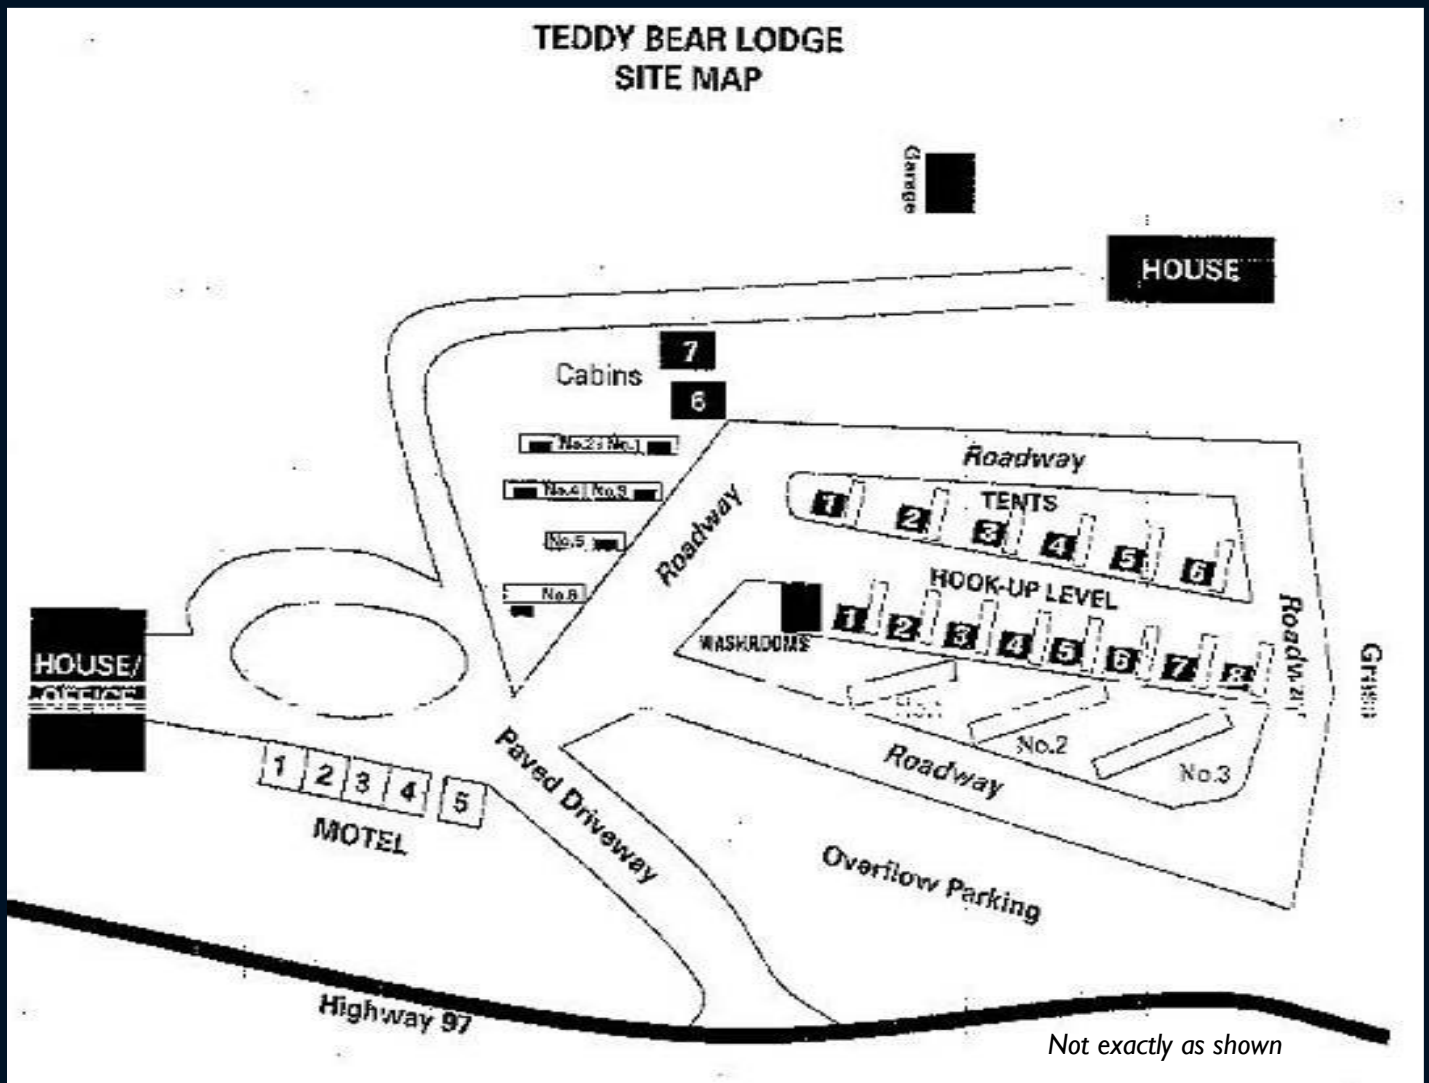 TEDDY BEAR LODGE
SITE MAP
Garage
HOUSE
7
Cabins
6
No.2 No.1
No.4 No.3
No.5
Roadway
Roadway
TENTS
1 2 3 4 5 6
HOOK-UP LEVEL
1 2 3 4 5 6 7 8
WASHROOMS
Roadway
Grass
HOUSE/
OFFICE
No.2
No.3
Roadway
1 2 3 4 5
MOTEL
Paved Driveway
Overflow Parking
Highway 97
Not exactly as shown